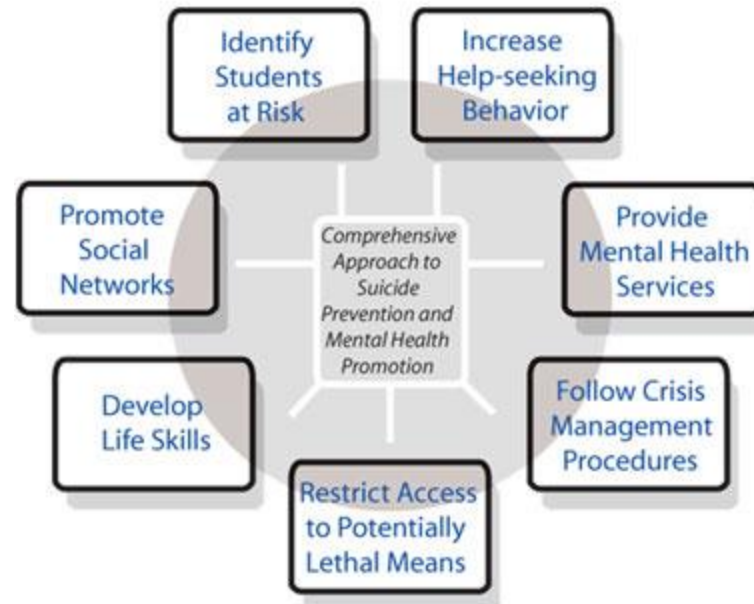 Identify
Students
at Risk
Increase
Help-seeking
Behavior
Promote
Social
Networks
Comprehensive
Approach to
Suicide
Prevention and
Mental Health
Promotion
Provide
Mental Health
Services
Develop
Life Skills
Follow Crisis
Management
Procedures
Restrict Access
to Potentially
Lethal Means